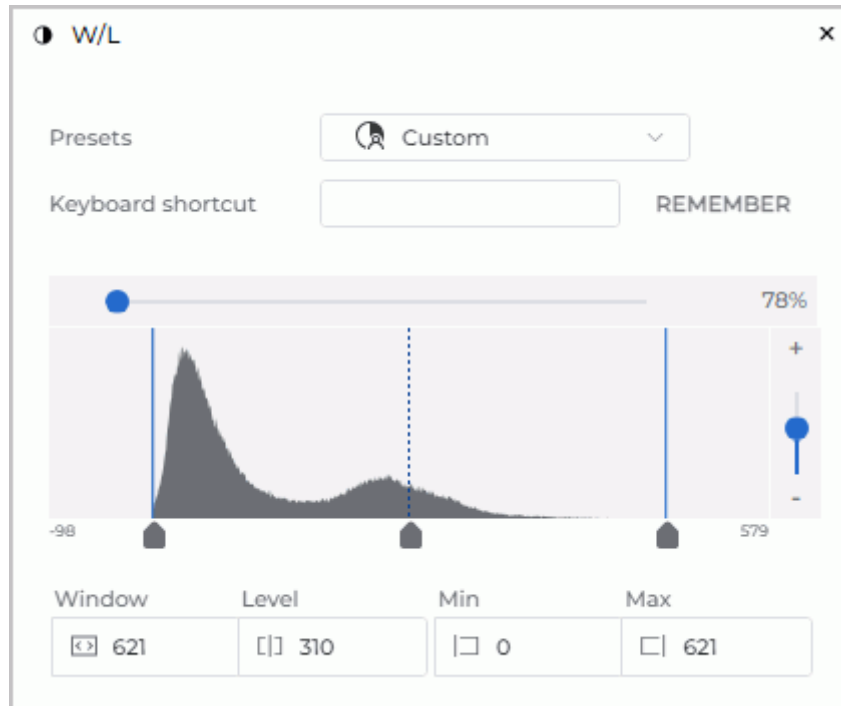 W/L
Presets Custom
Keyboard shortcut REMEMBER
78%
+
-
-98 579
Window Level Min Max
621 310 0 621